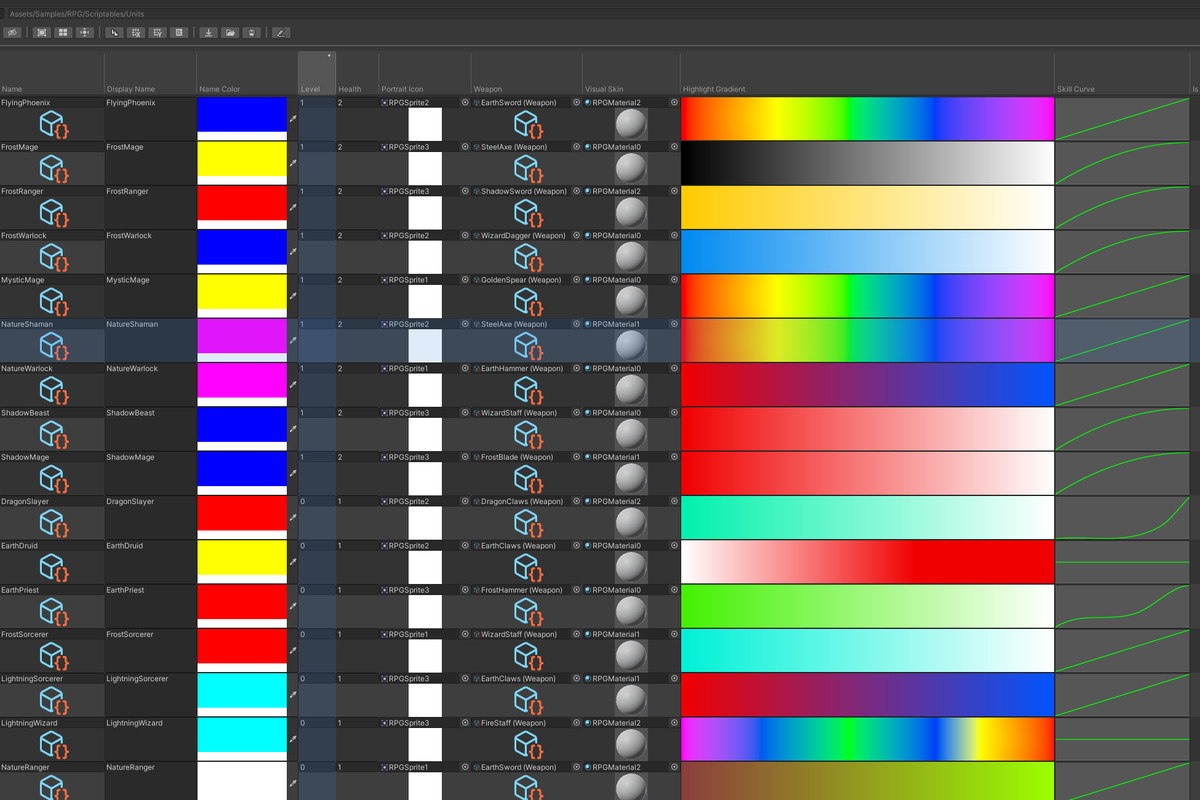 Assets/Samples/RPG/Scriptables/Units
Name Display Name Name Color Level Health Portrait Icon Weapon Visual Skin Highlight Gradient Skill Curve Is
FlyingPhoenix FlyingPhoenix 1 2 RPGSprite2 EarthSword (Weapon) RPGMaterial2
FrostMage FrostMage 1 2 RPGSprite3 SteelAxe (Weapon) RPGMaterial0
FrostRanger FrostRanger 1 2 RPGSprite3 ShadowSword (Weapon) RPGMaterial2
FrostWarlock FrostWarlock 1 2 RPGSprite2 WizardDagger (Weapon) RPGMaterial0
MysticMage MysticMage 1 2 RPGSprite1 GoldenSpear (Weapon) RPGMaterial0
NatureShaman NatureShaman 1 2 RPGSprite2 SteelAxe (Weapon) RPGMaterial1
NatureWarlock NatureWarlock 1 2 RPGSprite1 EarthHammer (Weapon) RPGMaterial0
ShadowBeast ShadowBeast 1 2 RPGSprite3 WizardStaff (Weapon) RPGMaterial0
ShadowMage ShadowMage 1 2 RPGSprite3 FrostBlade (Weapon) RPGMaterial1
DragonSlayer DragonSlayer 0 1 RPGSprite2 DragonClaws (Weapon) RPGMaterial2
EarthDruid EarthDruid 0 1 RPGSprite2 EarthClaws (Weapon) RPGMaterial0
EarthPriest EarthPriest 0 1 RPGSprite3 FrostHammer (Weapon) RPGMaterial0
FrostSorcerer FrostSorcerer 0 1 RPGSprite1 WizardStaff (Weapon) RPGMaterial1
LightningSorcerer LightningSorcerer 0 1 RPGSprite3 EarthClaws (Weapon) RPGMaterial1
LightningWizard LightningWizard 0 1 RPGSprite3 FireStaff (Weapon) RPGMaterial2
NatureRanger NatureRanger 0 1 RPGSprite1 EarthSword (Weapon) RPGMaterial2